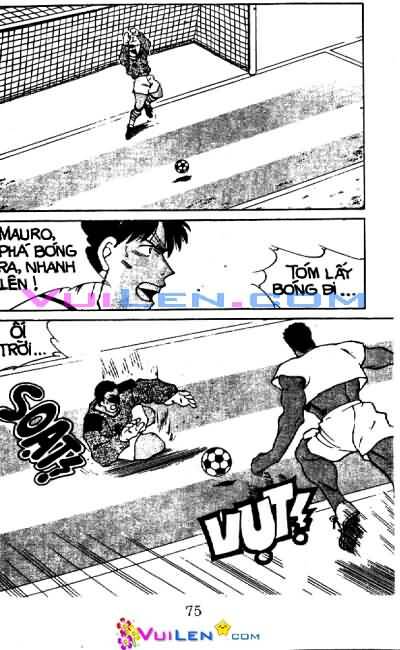 MAURO,
PHÁ BÓNG
RA, NHANH
LÊN!
TÓM LẤY
BÓNG ĐI...
VUILEN.COM
ÔI
TRỜI...
SOẠT!!
VỤT!!
75
VUILEN.COM